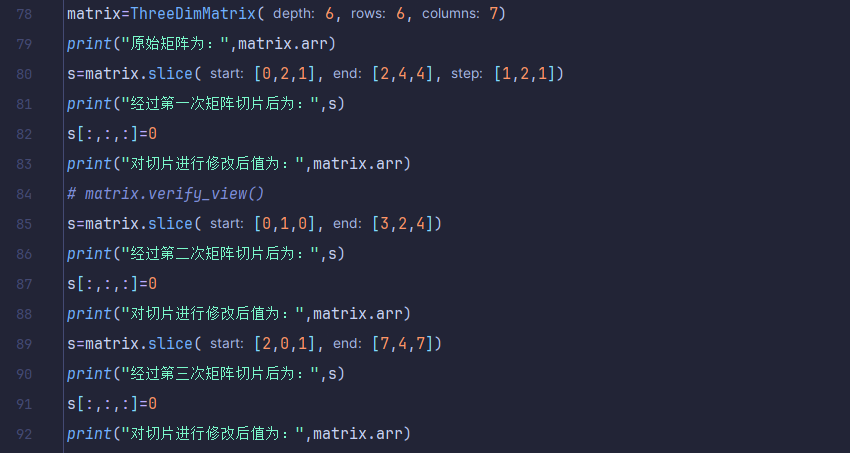 78 matrix=ThreeDimMatrix( depth: 6, rows: 6, columns: 7)
79 print("原始矩阵为：",matrix.arr)
80 s=matrix.slice( start: [0,2,1], end: [2,4,4], step: [1,2,1])
81 print("经过第一次矩阵切片后为：",s)
82 s[:,:,:]=0
83 print("对切片进行修改后值为：",matrix.arr)
84 # matrix.verify_view()
85 s=matrix.slice( start: [0,1,0], end: [3,2,4])
86 print("经过第二次矩阵切片后为：",s)
87 s[:,:,:]=0
88 print("对切片进行修改后值为：",matrix.arr)
89 s=matrix.slice( start: [2,0,1], end: [7,4,7])
90 print("经过第三次矩阵切片后为：",s)
91 s[:,:,:]=0
92 print("对切片进行修改后值为：",matrix.arr)